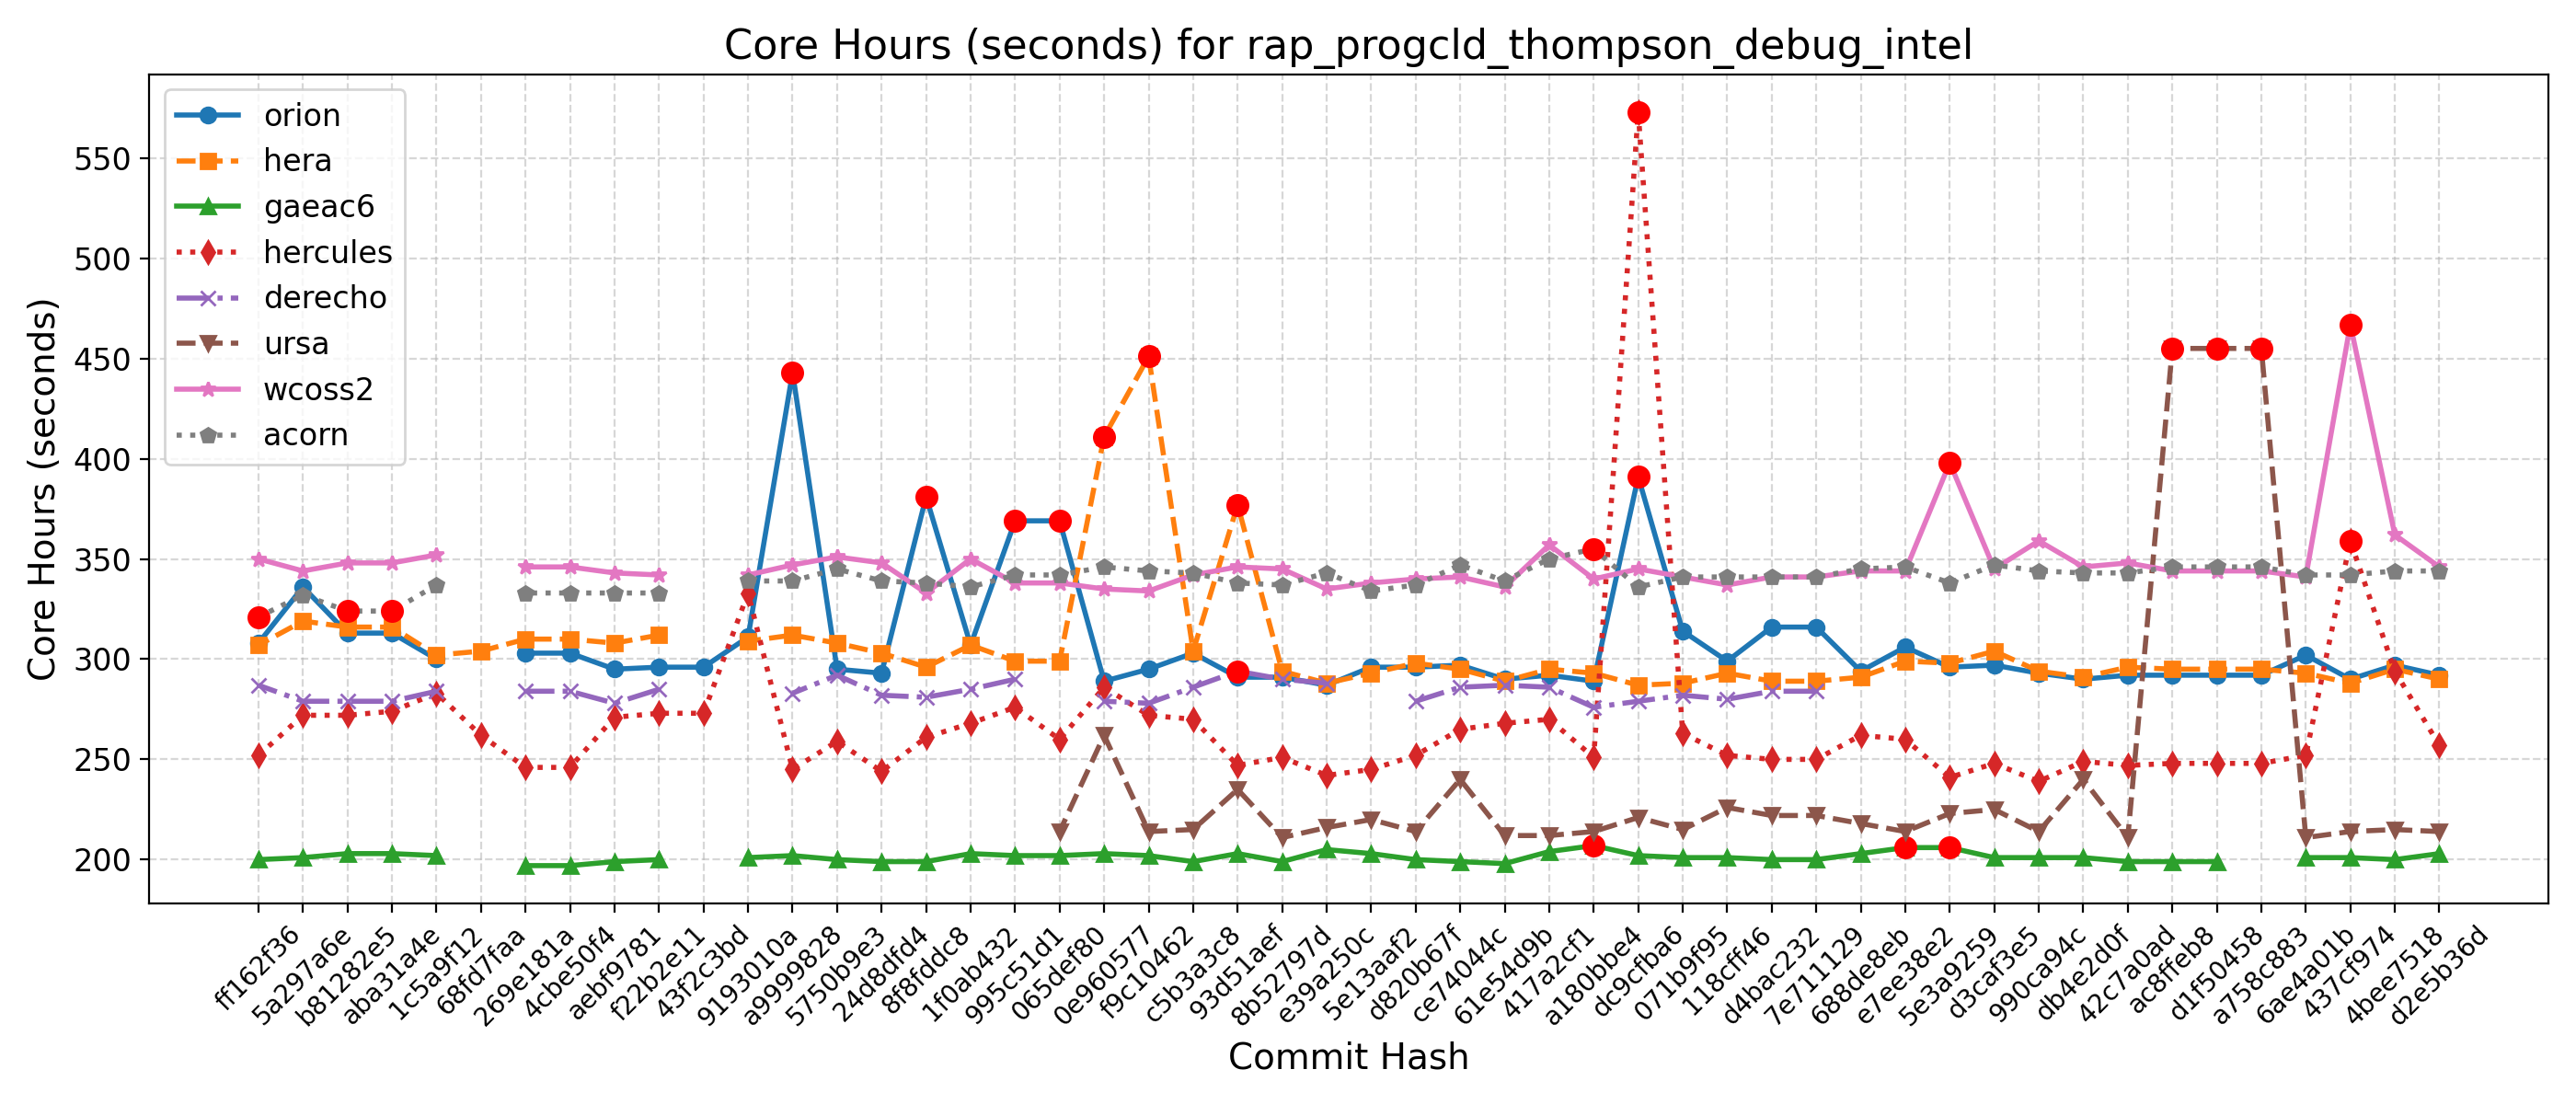 Core Hours (seconds) for rap_progcld_thompson_debug_intel
orion
hera
gaeac6
hercules
derecho
ursa
wcoss2
acorn
Core Hours (seconds)
550
500
450
400
350
300
250
200
ff162f36
5a297a6e
b81282e5
aba31a4e
1c5a9f12
68fd7faa
269e181a
4cbe50f4
aebf9781
f22b2e11
43f2c3bd
9193010a
a9999828
5750b9e3
24d8dfd4
8f8fddc8
1f0ab432
995c51d1
065def80
0e960577
f9c10462
c5b3a3c8
93d51aef
8b52797d
e39a250c
5e13aaf2
d820b67f
ce74044c
61e54d9b
417a2cf1
a180bbe4
dc9cfba6
071b9f95
118cff46
d4bac232
7e711129
688de8eb
e7ee38e2
5e3a9259
d3caf3e5
990ca94c
db4e2d0f
42c7a0ad
ac8ffeb8
d1f50458
a758c883
6ae4a01b
437cf974
4bee7518
d2e5b36d
Commit Hash